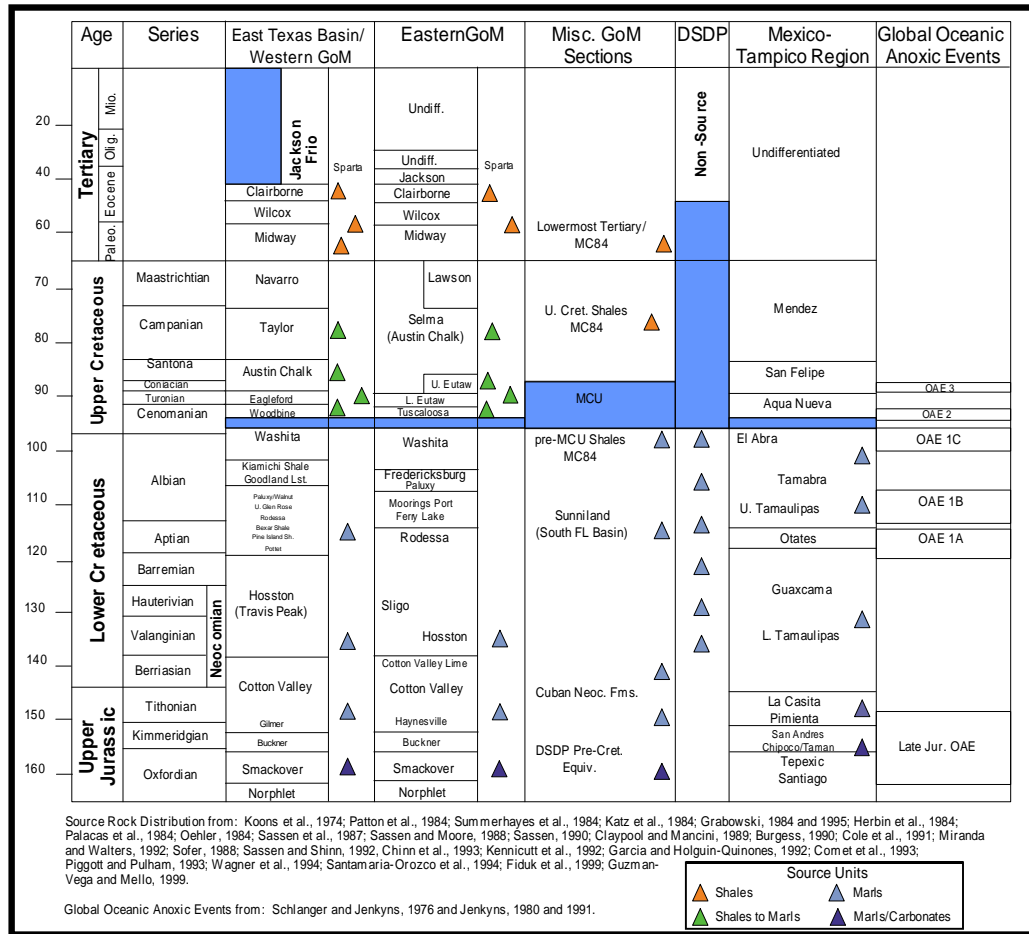 Age
Series
East Texas Basin/
Western GoM
EasternGoM
Misc. GoM
Sections
DSDP
Mexico-
Tampico Region
Global Oceanic
Anoxic Events
20
40
60
70
80
90
100
110
120
130
140
150
160
Tertiary
Mio.
Olig.
Eocene
Paleo.
Upper Cretaceous
Lower Cr etaceous
Upper
Jurass ic
Maastrichtian
Campanian
Santona
Coniacian
Turonian
Cenomanian
Albian
Aptian
Barremian
Hauterivian
Valanginian
Berriasian
Neoc omian
Tithonian
Kimmeridgian
Oxfordian
Jackson
Frio
Sparta
Clairborne
Wilcox
Midway
Navarro
Taylor
Austin Chalk
Eagleford
Woodbine
Washita
Kiamichi Shale
Goodland Lst.
Paluxy/Walnut
U. Glen Rose
Rodessa
Bexar Shale
Pine Island Sh.
Pottet
Hosston
(Travis Peak)
Cotton Valley
Gilmer
Buckner
Smackover
Norphlet
Undiff.
Undiff.
Jackson
Sparta
Clairborne
Wilcox
Midway
Lawson
Selma
(Austin Chalk)
U. Eutaw
L. Eutaw
Tuscaloosa
Washita
Fredericksburg
Paluxy
Moorings Port
Ferry Lake
Rodessa
Sligo
Hosston
Cotton Valley Lime
Cotton Valley
Haynesville
Buckner
Smackover
Norphlet
Lowermost Tertiary/
MC84
U. Cret. Shales
MC84
MCU
pre-MCU Shales
MC84
Sunniland
(South FL Basin)
Cuban Neoc. Fms.
DSDP Pre-Cret.
Equiv.
Non -Source
Undifferentiated
Mendez
San Felipe
Aqua Nueva
El Abra
Tamabra
U. Tamaulipas
Otates
Guaxcama
L. Tamaulipas
La Casita
Pimienta
San Andres
Chipoco/Taman
Tepexic
Santiago
OAE 3
OAE 2
OAE 1C
OAE 1B
OAE 1A
Late Jur. OAE
Source Rock Distribution from: Koons et al., 1974; Patton et al., 1984; Summerhayes et al., 1984; Katz et al., 1984; Grabowski, 1984 and 1995; Herbin et al., 1984;
Palacas et al., 1984; Oehler, 1984; Sassen et al., 1987; Sassen and Moore, 1988; Sassen, 1990; Claypool and Mancini, 1989; Burgess, 1990; Cole et al., 1991; Miranda
and Walters, 1992; Sofer, 1988; Sassen and Shinn, 1992, Chinn et al., 1993; Kennicutt et al., 1992; Garcia and Holguin-Quinones, 1992; Comet et al., 1993;
Piggott and Pulham, 1993; Wagner et al., 1994; Santamaria-Orozco et al., 1994; Fiduk et al., 1999; Guzman-
Vega and Mello, 1999.
Global Oceanic Anoxic Events from: Schlanger and Jenkyns, 1976 and Jenkyns, 1980 and 1991.
Source Units
Shales
Marls
Shales to Marls
Marls/Carbonates